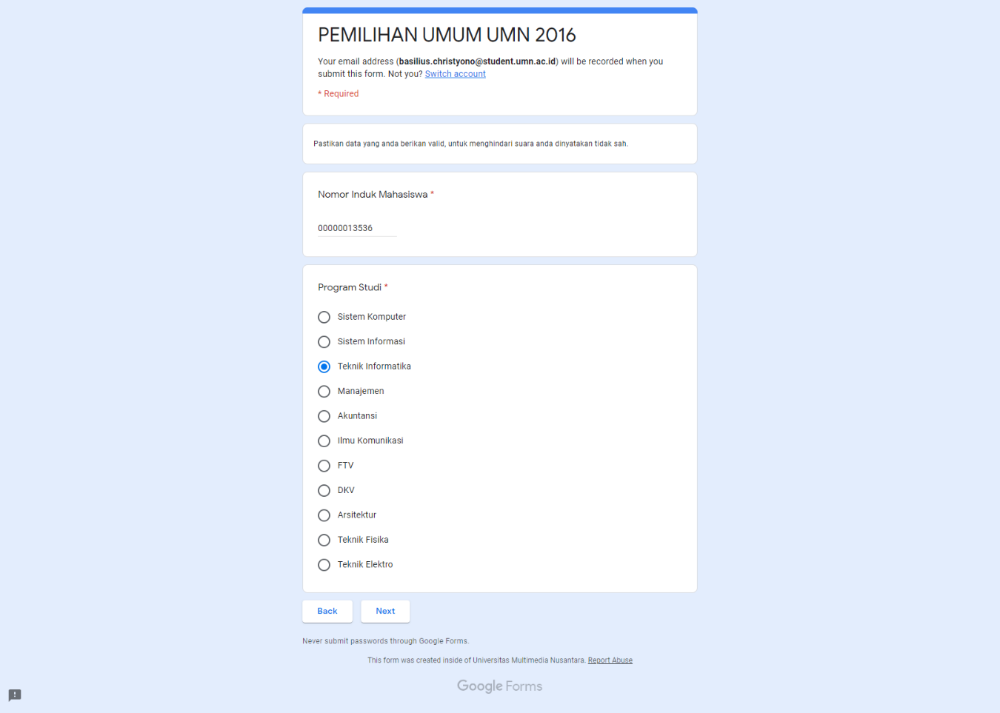 PEMILIHAN UMUM UMN 2016
Your email address (basilius.christyono@student.umn.ac.id) will be recorded when you
submit this form. Not you? Switch account
* Required
Pastikan data yang anda berikan valid, untuk menghindari suara anda dinyatakan tidak sah.
Nomor Induk Mahasiswa *
00000013536
Program Studi *
Sistem Komputer
Sistem Informasi
Teknik Informatika
Manajemen
Akuntansi
Ilmu Komunikasi
FTV
DKV
Arsitektur
Teknik Fisika
Teknik Elektro
Back Next
Never submit passwords through Google Forms.
This form was created inside of Universitas Multimedia Nusantara. Report Abuse
Google Forms